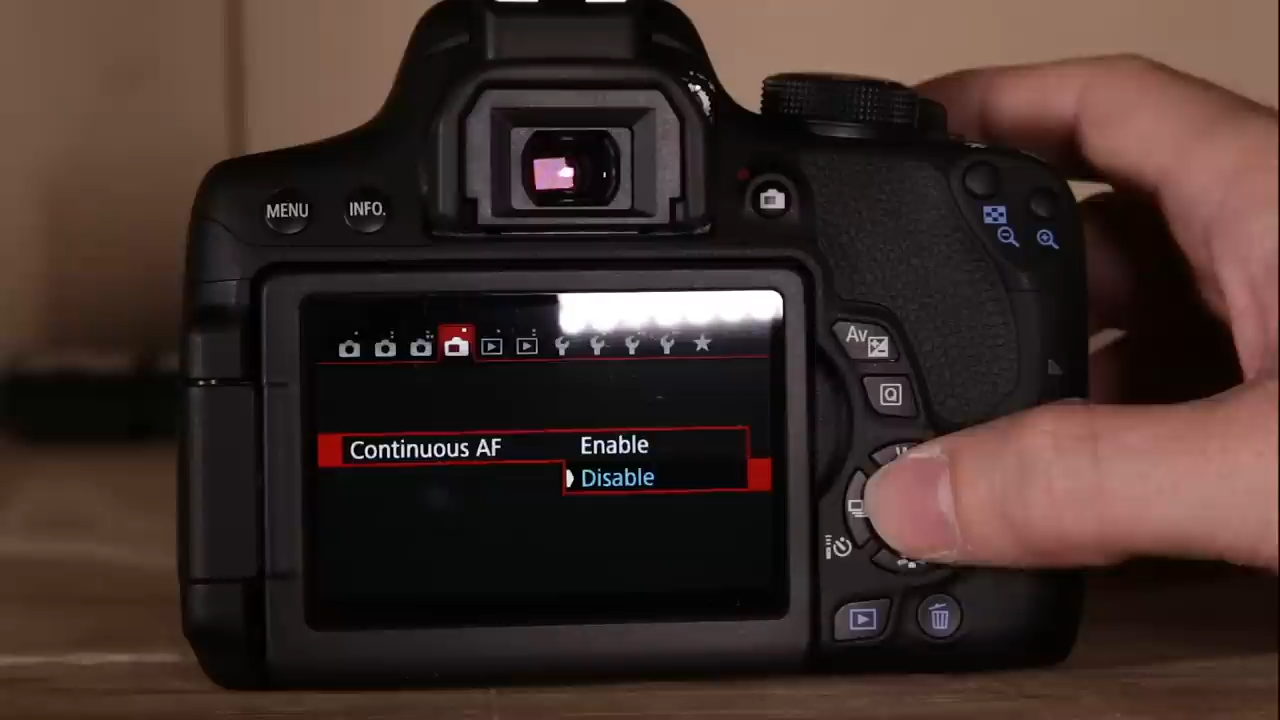 MENU
INFO.
Av
Q
Continuous AF
Enable
Disable